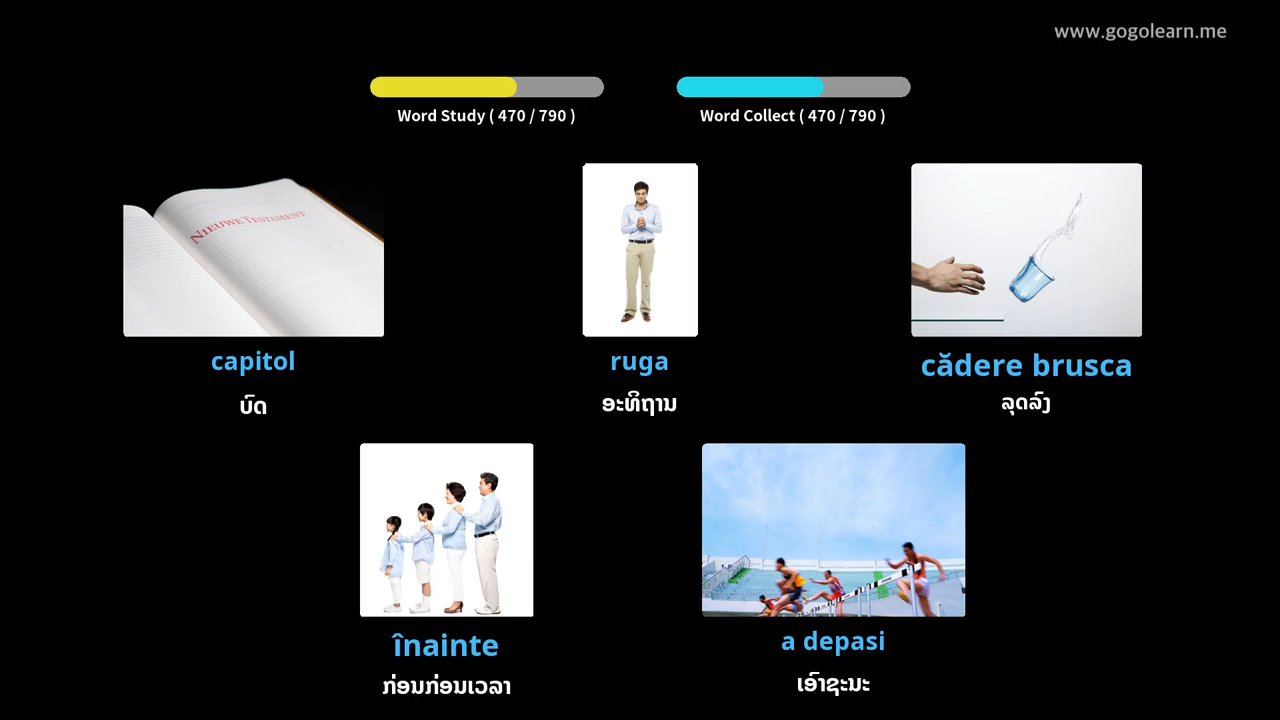 www.gogolearn.me
Word Study ( 470 / 790 )
Word Collect ( 470 / 790 )
NIEUWE TESTAMENT
capitol
ບົດ
ruga
ອະທິຖານ
cădere brusca
ລຸດລົງ
înainte
ກ່ອນກ່ອນເວລາ
a depasi
ເອົາຊະນະ